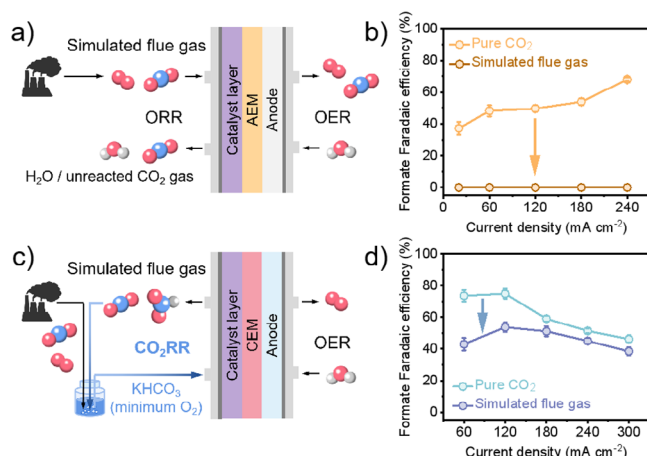 a)
Simulated flue gas
ORR
H₂O / unreacted CO₂ gas
Catalyst layer
AEM
Anode
OER
b)
Formate Faradaic efficiency (%)
100
80
60
40
20
0
Pure CO₂
Simulated flue gas
60
120
180
240
Current density (mA cm⁻²)
c)
Simulated flue gas
CO₂RR
KHCO₃
(minimum O₂)
Catalyst layer
CEM
Anode
OER
d)
Formate Faradaic efficiency (%)
100
80
60
40
20
0
Pure CO₂
Simulated flue gas
60
120
180
240
300
Current density (mA cm⁻²)